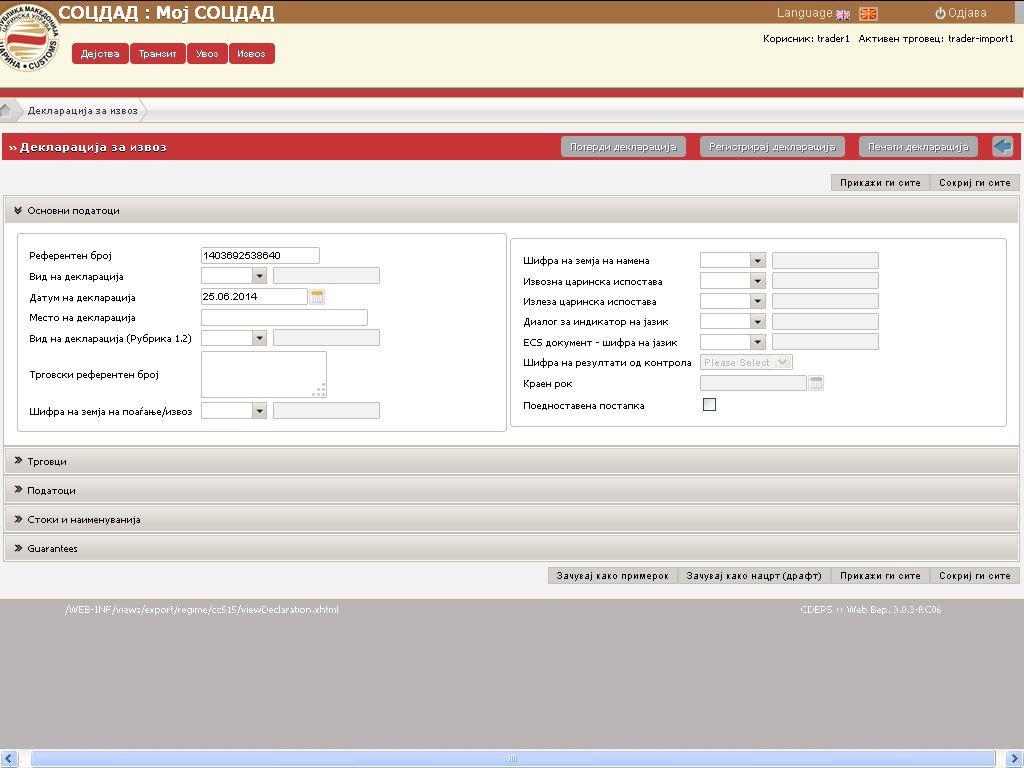 СОЦДАД : Мој СОЦДАД
Language
Одјава
Корисник: trader1 Активен трговец: trader-import1
Дејства Транзит Увоз Извоз
Декларација за извоз
Декларација за извоз
Потврди декларација Регистрирај декларација Печати декларација
Прикажи ги сите Сокриј ги сите
Основни податоци
Референтен број 1403692538640
Вид на декларација
Датум на декларација 25.06.2014
Место на декларација
Вид на декларација (Рубрика 1.2)
Трговски референтен број
Шифра на земја на поаѓање/извоз
Шифра на земја на намена
Извозна царинска испостава
Излеза царинска испостава
Диалог за индикатор на јазик
ECS документ - шифра на јазик
Шифра на резултати од контрола Please Select
Краен рок
Поедноставена постапка
Трговци
Податоци
Стоки и наименуванија
Guarantees
Зачувај како примерок Зачувај како нацрт (драфт) Прикажи ги сите Сокриј ги сите
/WEB-INF/views/export/regime/cc515/viewDeclaration.xhtml
CDEPS :: Web Вер. 3.0.3-RC06